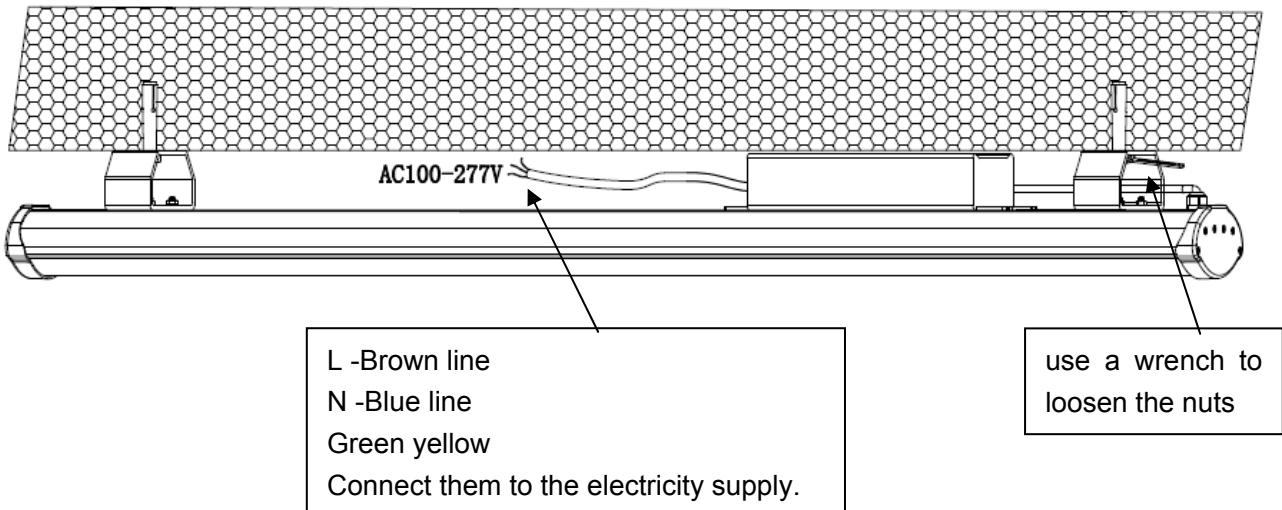 AC100-277V
L -Brown line
N -Blue line
Green yellow
Connect them to the electricity supply.
use a wrench to
loosen the nuts